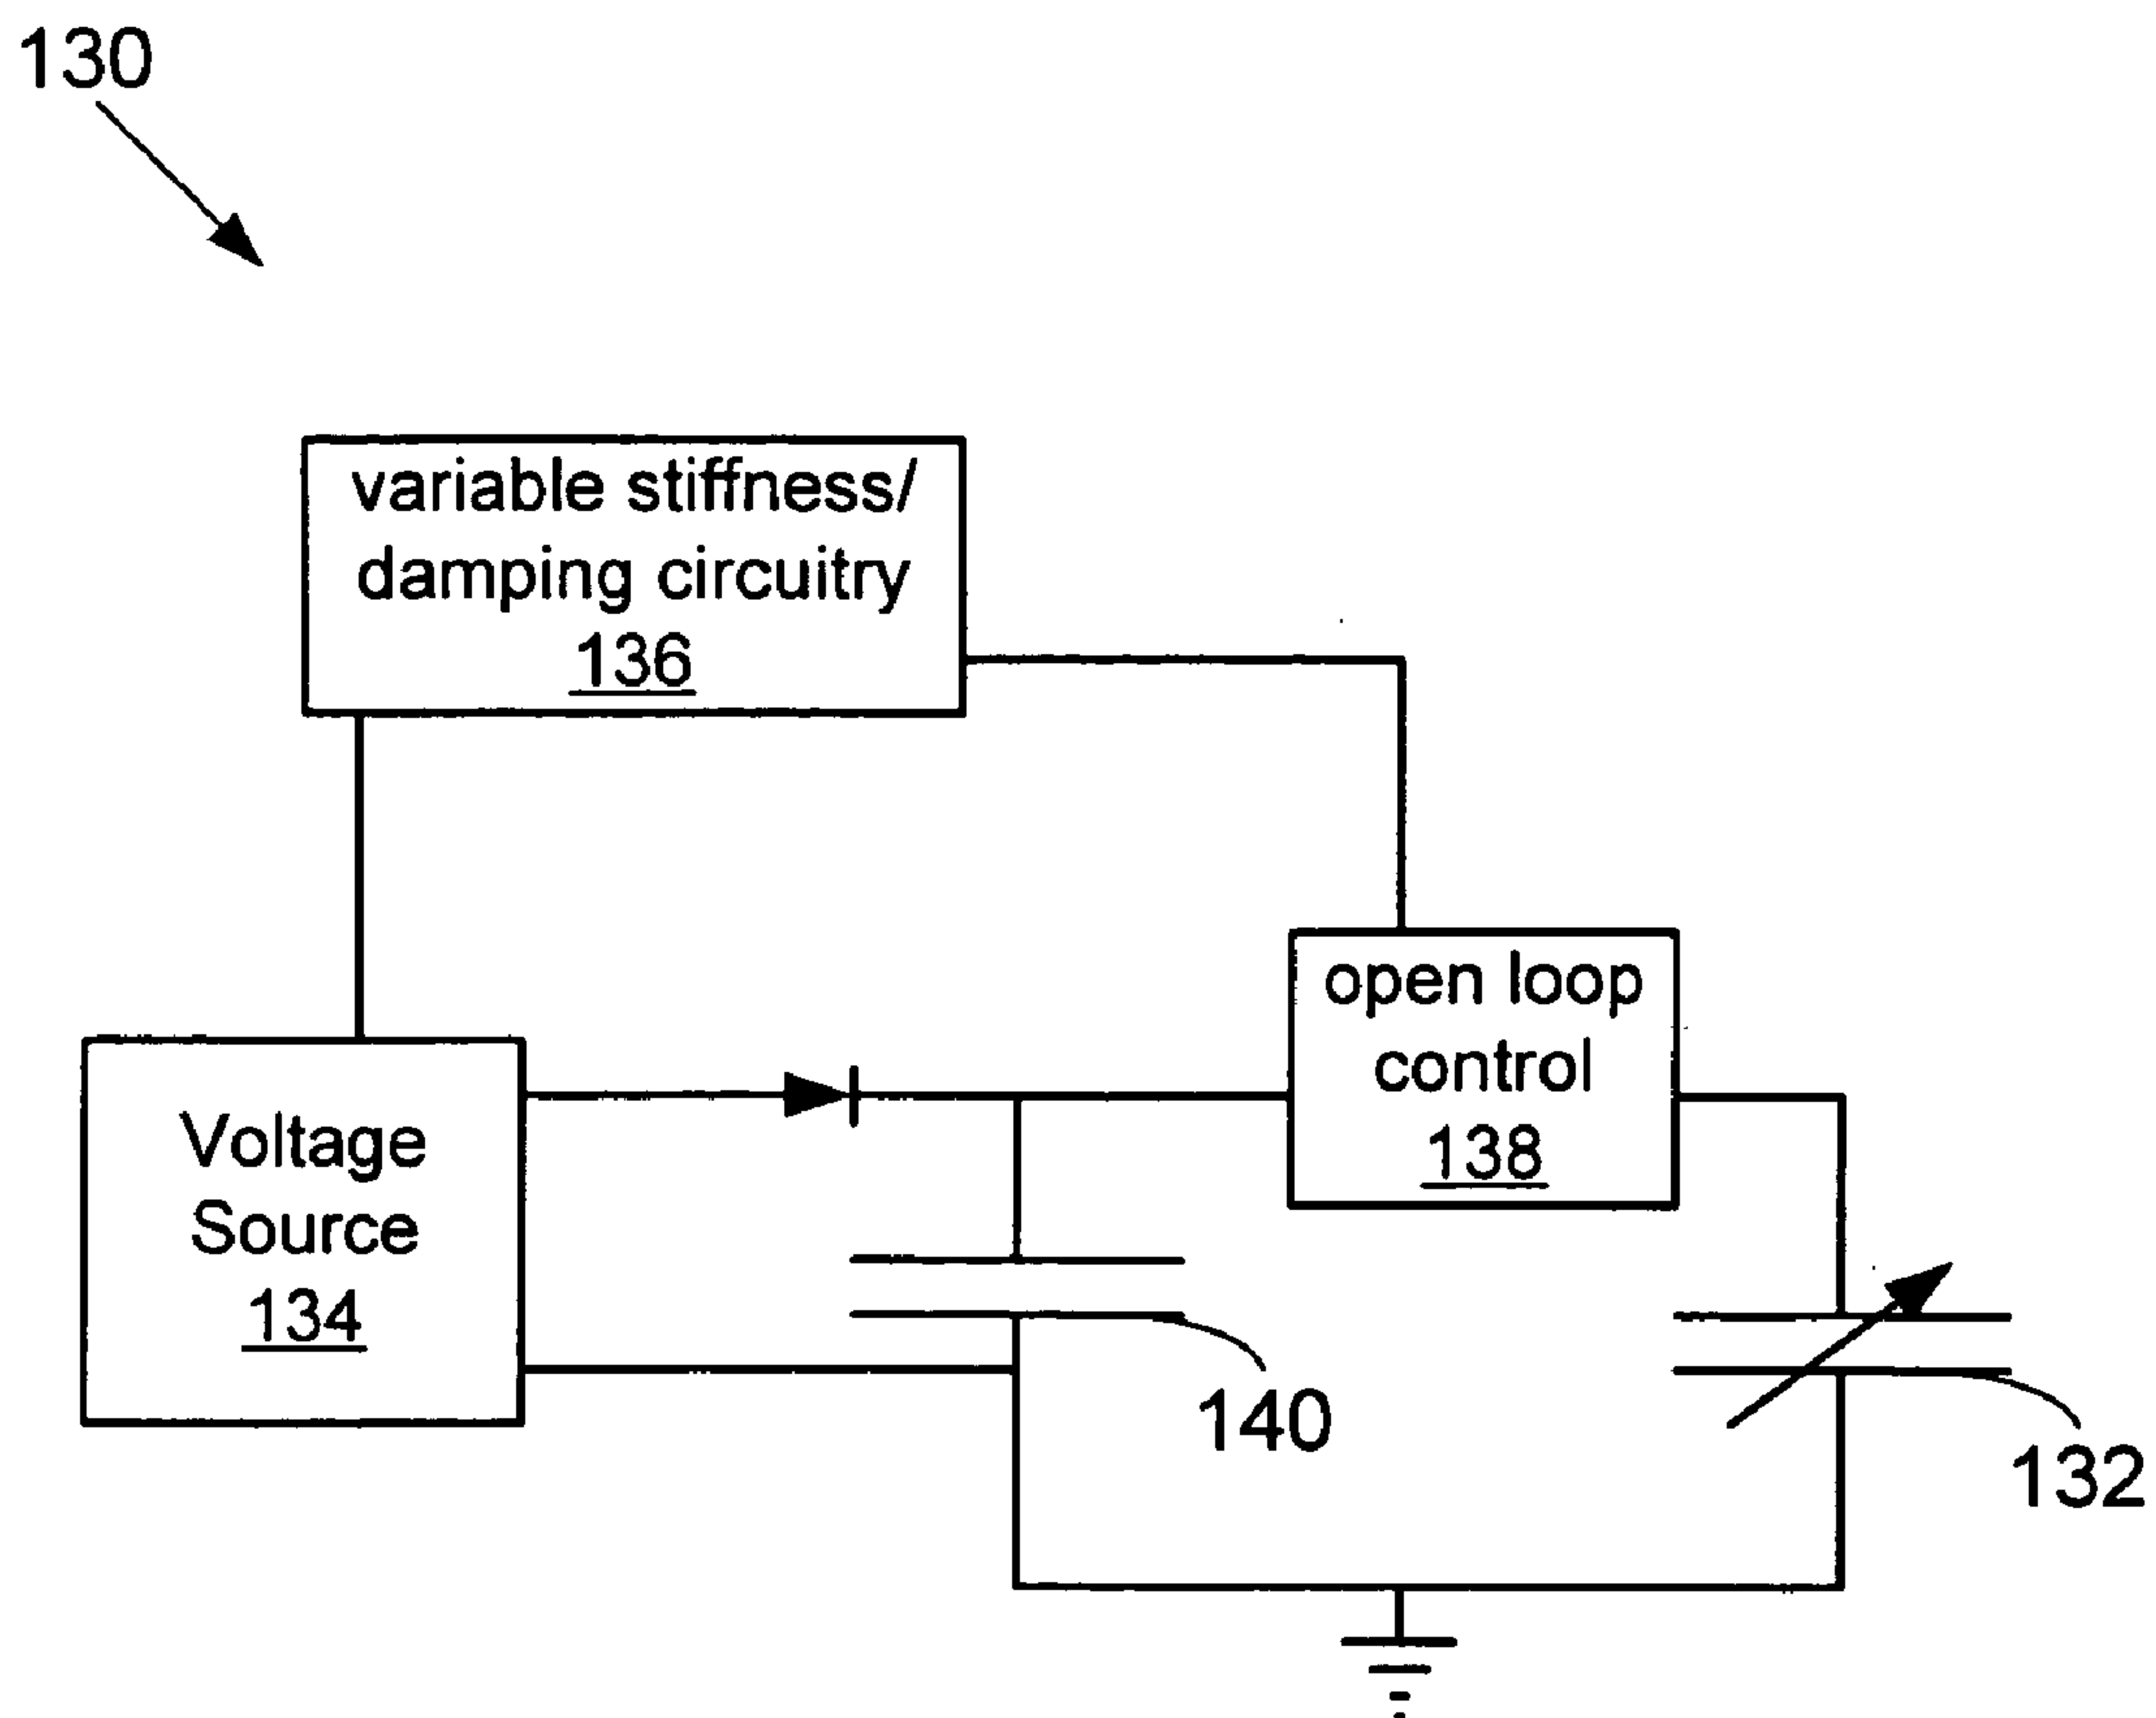 130
variable stiffness/
damping circuitry
136
open loop
control
138
Voltage
Source
134
140
132